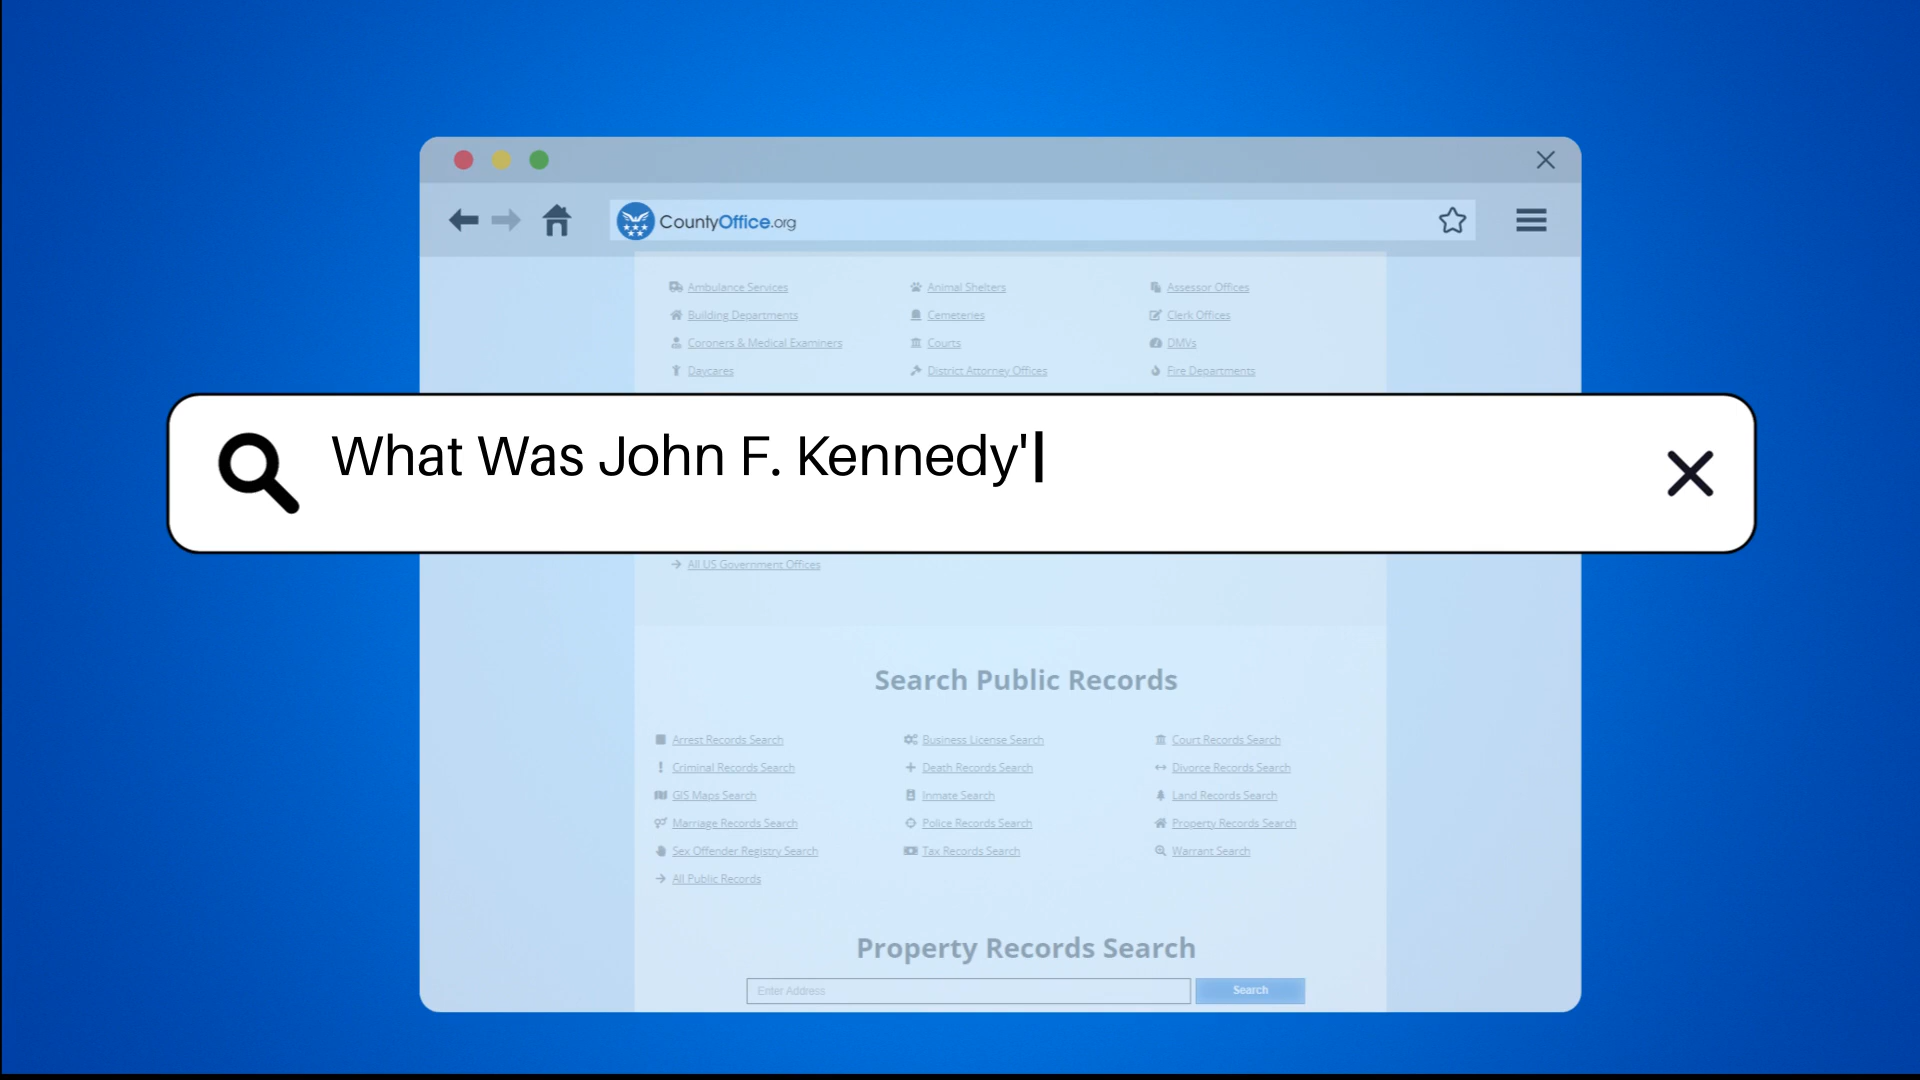 CountyOffice.org
Ambulance Services Animal Shelters Assessor Offices
Building Departments Cemeteries Clerk Offices
Coroners & Medical Examiners Courts DMVs
Daycares District Attorney Offices Fire Departments
What Was John F. Kennedy'
All US Government Offices
Search Public Records
Arrest Records Search Business License Search Court Records Search
Criminal Records Search Death Records Search Divorce Records Search
GIS Maps Search Inmate Search Land Records Search
Marriage Records Search Police Records Search Property Records Search
Sex Offender Registry Search Tax Records Search Warrant Search
All Public Records
Property Records Search
Enter Address Search